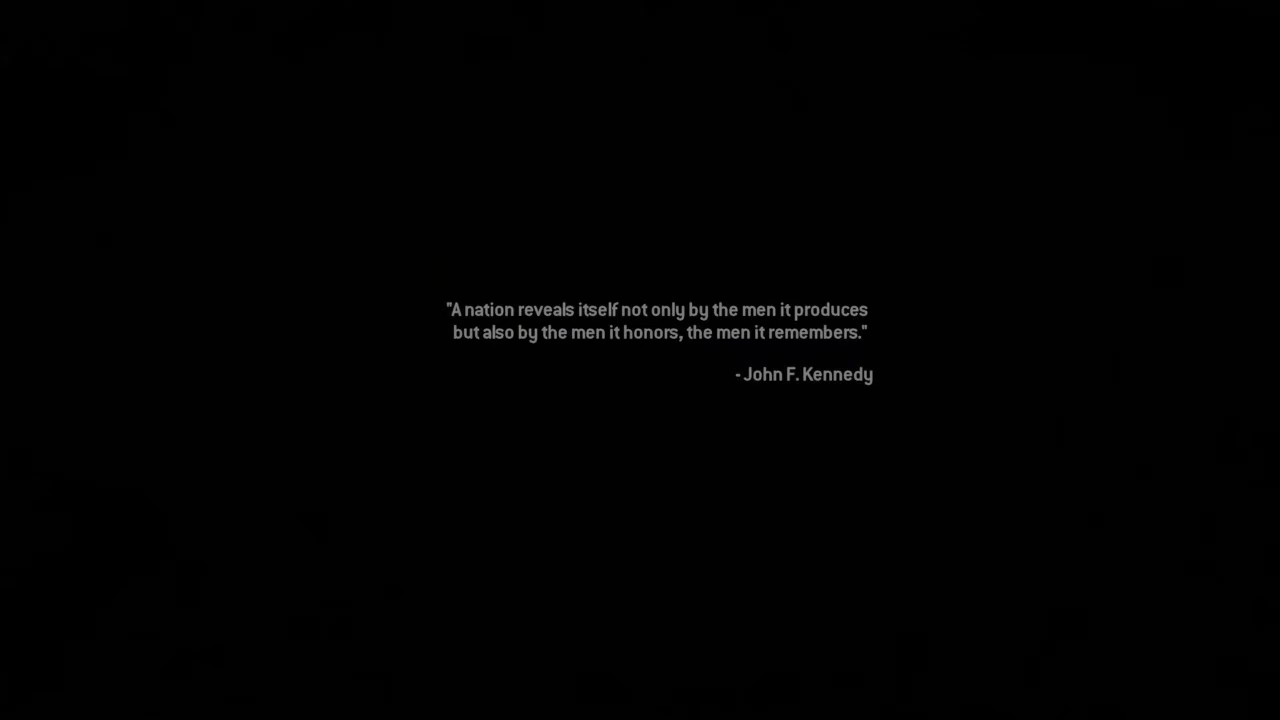 "A nation reveals itself not only by the men it produces
but also by the men it honors, the men it remembers."
- John F. Kennedy